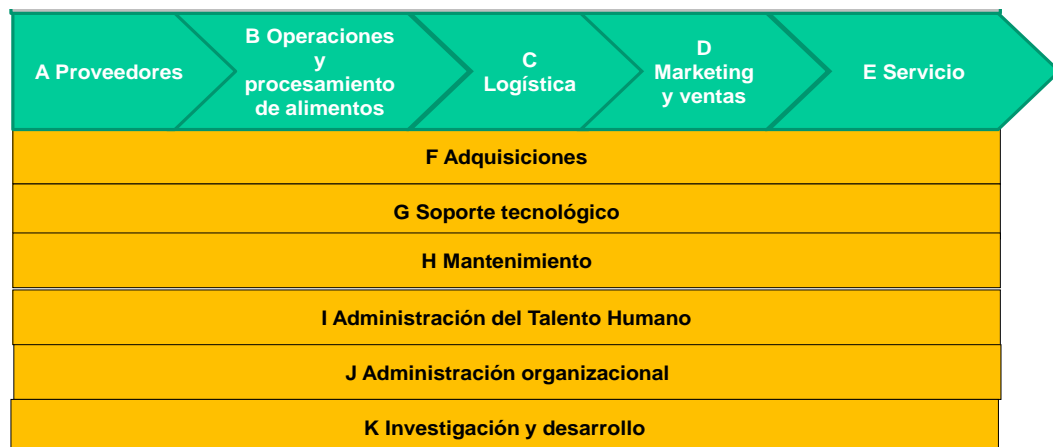 A Proveedores
B Operaciones
y
procesamiento
de alimentos
C
Logística
D
Marketing
y ventas
E Servicio
F Adquisiciones
G Soporte tecnológico
H Mantenimiento
I Administración del Talento Humano
J Administración organizacional
K Investigación y desarrollo